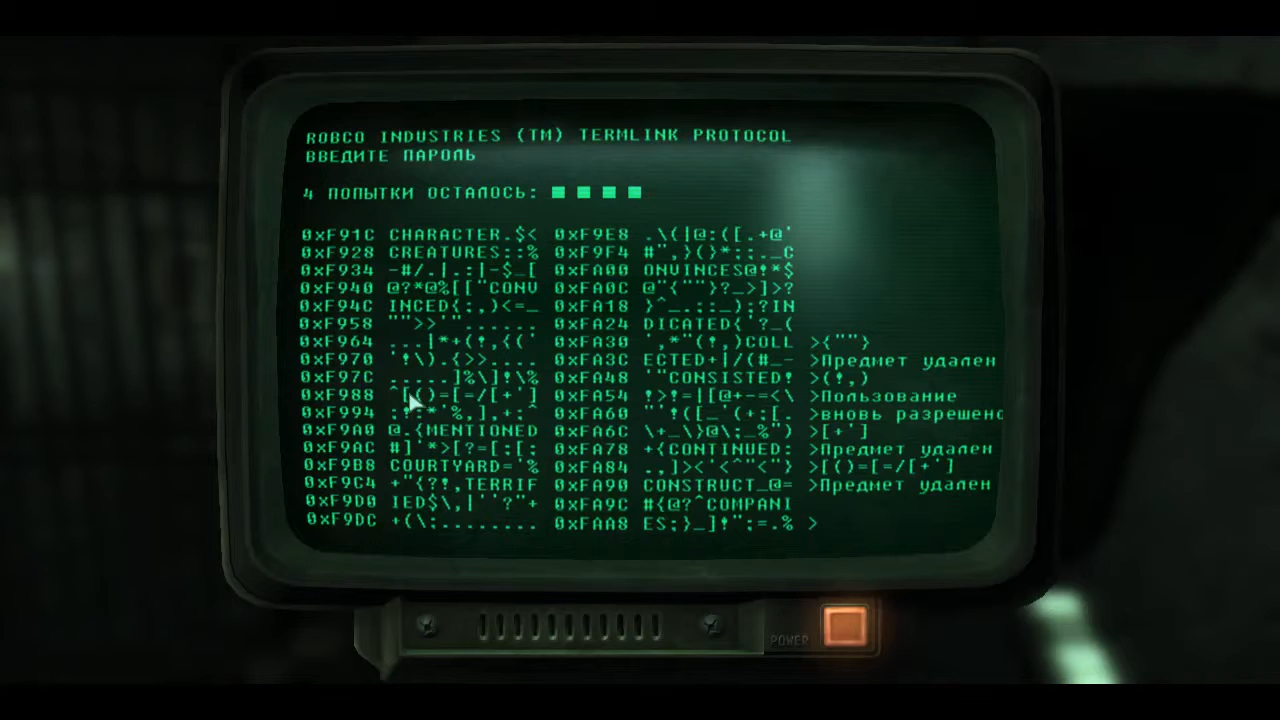 ROBCO INDUSTRIES (TM) TERMLINK PROTOCOL
ВВЕДИТЕ ПАРОЛЬ
4 ПОПЫТКИ ОСТАЛОСЬ: ■ ■ ■ ■
0xF91C CHARACTER.$< 0xF9E8 .\(|@:([.+@'
0xF928 CREATURES::% 0xF9F4 #",}(}*;:._C
0xF934 -#/.|.:|-$_[ 0xFA00 ONVINCES@!*$
0xF940 @?*@%[["CONV 0xFA0C @"{""}?_>]>?
0xF94C INCED{:,)<=_ 0xFA18 }^_.::_);?IN
0xF958 "">>'"...... 0xFA24 DICATED{'?_(
0xF964 ...|*+(!,{(' 0xFA30 ',*"(!,)COLL >{""}
0xF970 '!\).{>>.... 0xFA3C ECTED+|/(#_- >Предмет удален
0xF97C .....]%\]!\% 0xFA48 '"CONSISTED! >(!,)
0xF988 ^[()=[=/[+'] 0xFA54 !>!=|[@+-=<\ >Пользование
0xF994 ;!:*'%,],+;^ 0xFA60 "'!([_'(+;[. >вновь разрешено
0xF9A0 @.{MENTIONED 0xFA6C \+_\}@\;_%") >[+']
0xF9AC #]'*>[?=[:[: 0xFA78 +{CONTINUED: >Предмет удален
0xF9B8 COURTYARD='% 0xFA84 .,]><'<^"<"} >[()=[=/[+']
0xF9C4 +"{?!,TERRIF 0xFA90 CONSTRUCT_@= >Предмет удален
0xF9D0 IED$\,|''?"+ 0xFA9C #{@?^COMPANI
0xF9DC +(\;........ 0xFAA8 ES;}_]!";=.% >
POWER